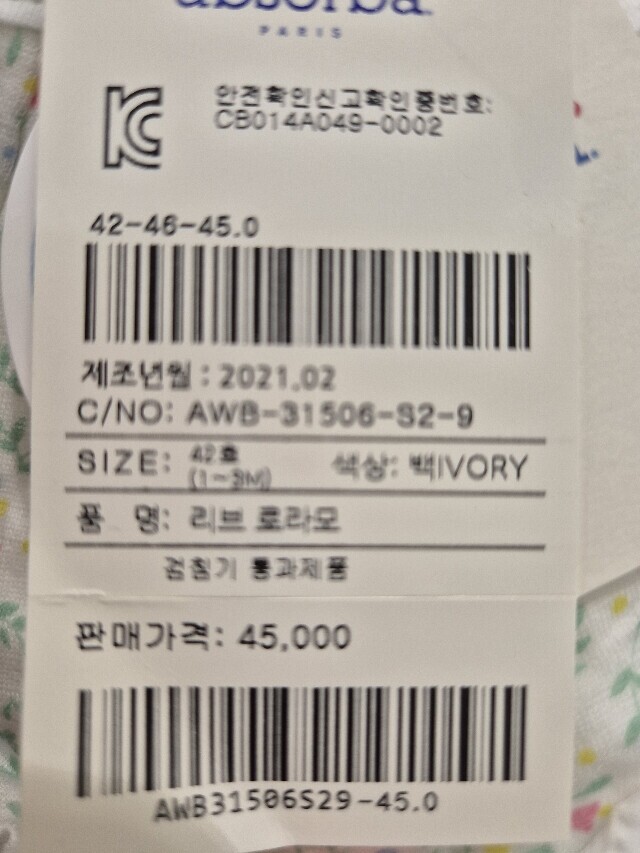 absorba
PARIS
안전확인신고확인증번호:
CB014A049-0002
42-46-45.0
제조년월 : 2021.02
C/NO: AWB-31506-S2-9
SIZE: 42호 (1~3M) 색상: 백IVORY
품 명: 리브 로라모
검침기 통과제품
판매가격: 45,000
AWB31506S29-45.0